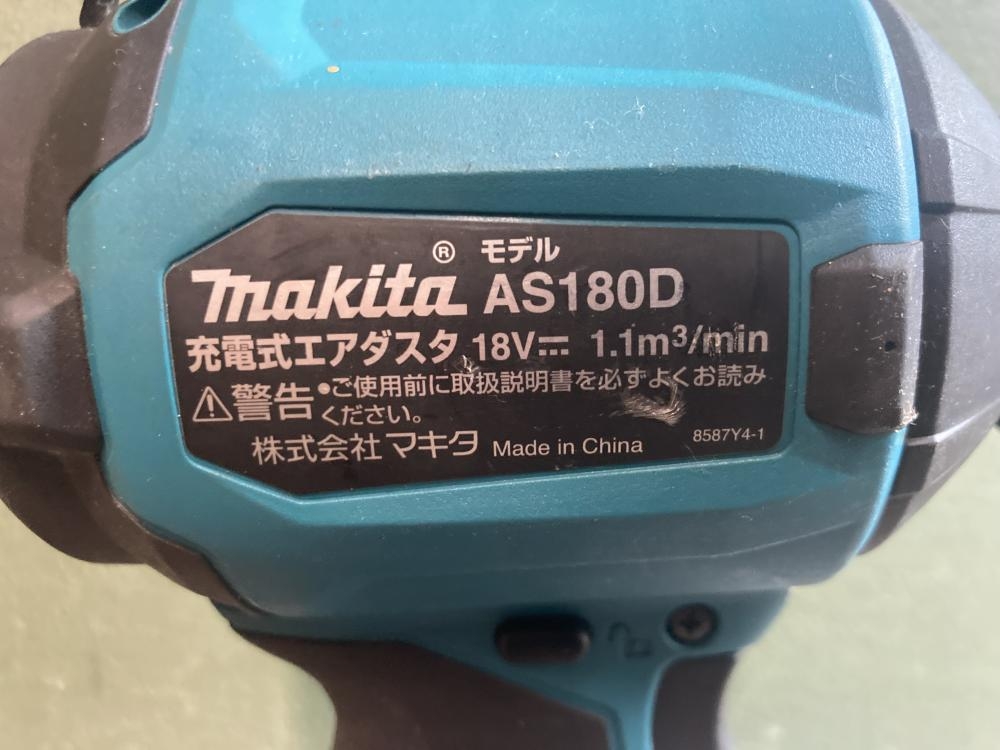 makita® モデル AS180D
充電式エアダスタ 18V⎓ 1.1m³/min
⚠警告 •ご使用前に取扱説明書を必ずよくお読み
ください。
株式会社マキタ Made in China 8587Y4-1